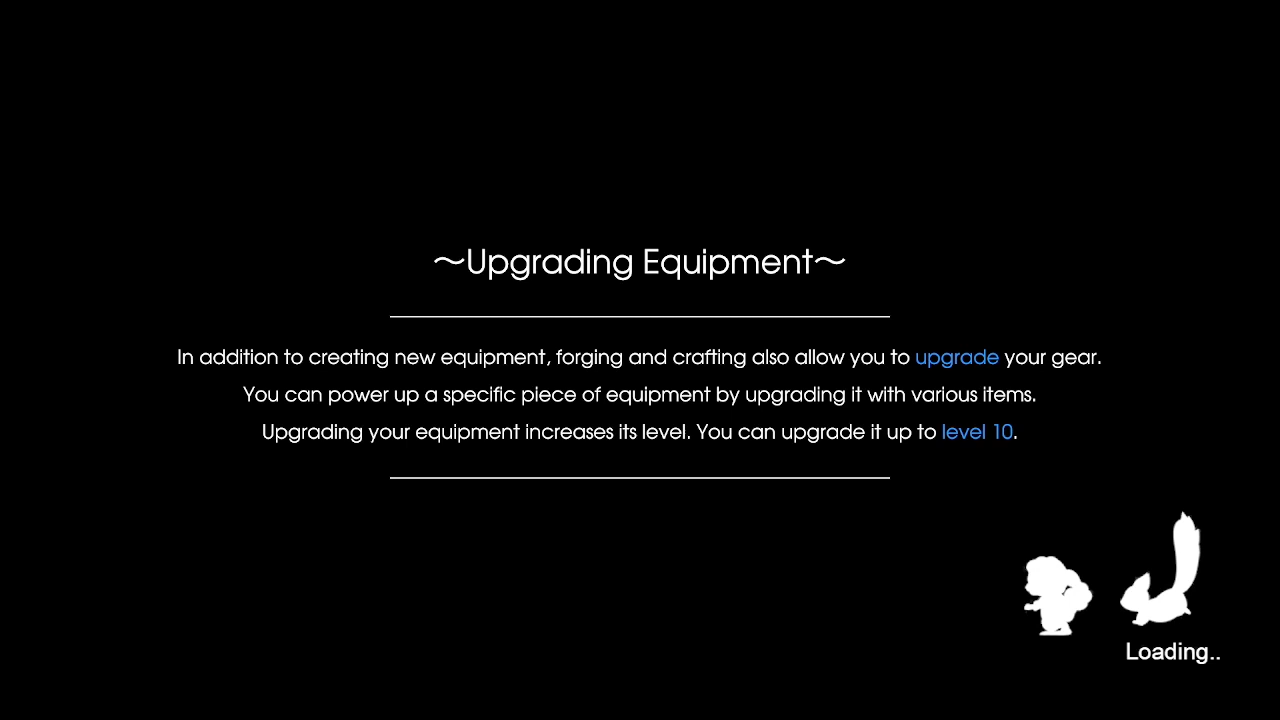 ～Upgrading Equipment～
In addition to creating new equipment, forging and crafting also allow you to upgrade your gear.
You can power up a specific piece of equipment by upgrading it with various items.
Upgrading your equipment increases its level. You can upgrade it up to level 10.
Loading..